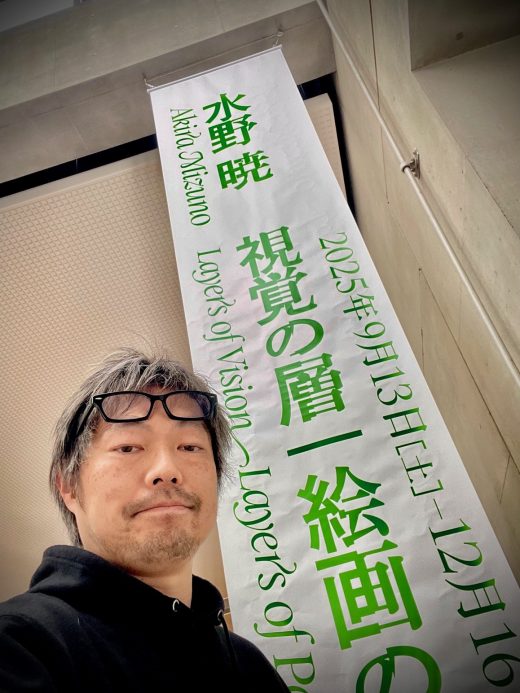 2025年9月13日[土]–12月16
水野 暁 視覚の層|絵画の
Akira Mizuno Layers of Vision / Layers of